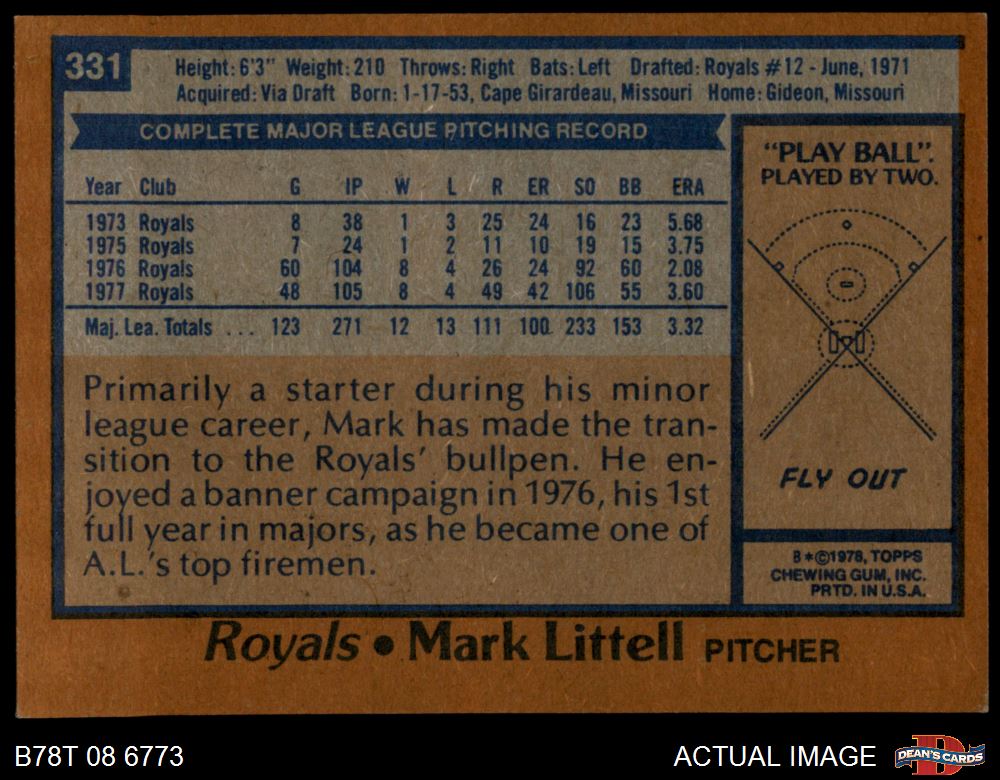 331
Height: 6'3" Weight: 210 Throws: Right Bats: Left Drafted: Royals #12 - June, 1971
Acquired: Via Draft Born: 1-17-53, Cape Girardeau, Missouri Home: Gideon, Missouri
COMPLETE MAJOR LEAGUE PITCHING RECORD
Year Club G IP W L R ER SO BB ERA
1973 Royals 8 38 1 3 25 24 16 23 5.68
1975 Royals 7 24 1 2 11 10 19 15 3.75
1976 Royals 60 104 8 4 26 24 92 60 2.08
1977 Royals 48 105 8 4 49 42 106 55 3.60
Maj. Lea. Totals ... 123 271 12 13 111 100 233 153 3.32
Primarily a starter during his minor
league career, Mark has made the tran-
sition to the Royals' bullpen. He en-
joyed a banner campaign in 1976, his 1st
full year in majors, as he became one of
A.L.'s top firemen.
"PLAY BALL".
PLAYED BY TWO.
FLY OUT
B*©1978, TOPPS
CHEWING GUM, INC.
PRTD. IN U.S.A.
Royals • Mark Littell PITCHER
B78T 08 6773
ACTUAL IMAGE
D
DEAN'S CARDS